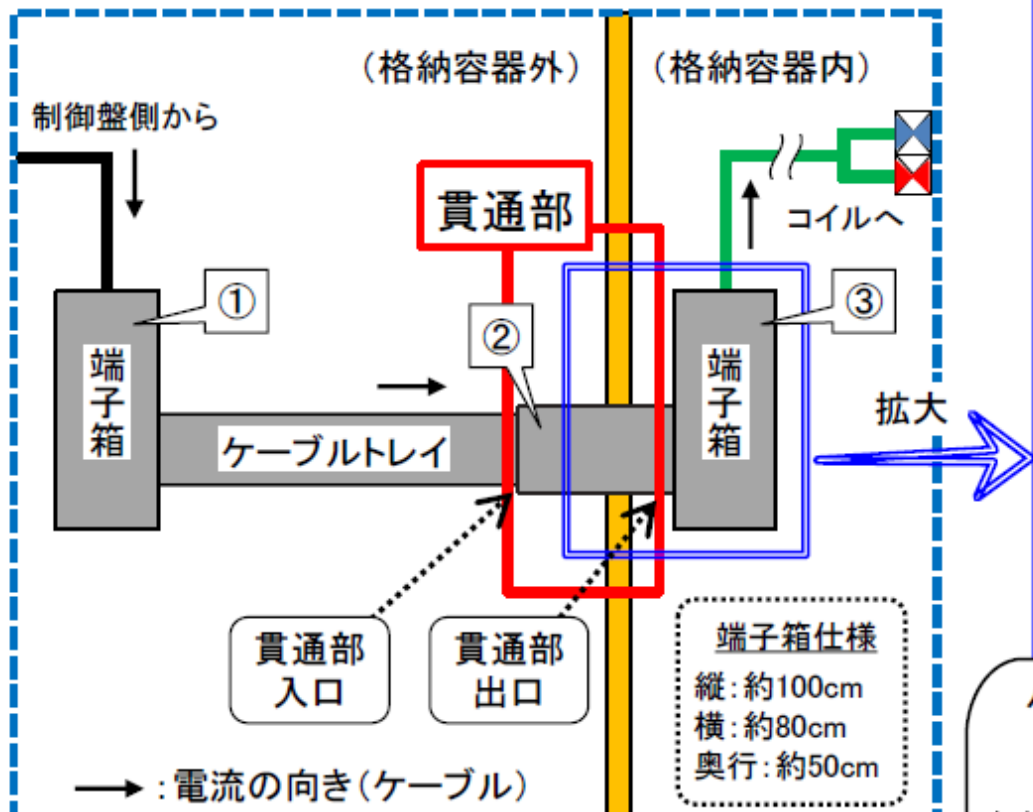 （格納容器外）
（格納容器内）
制御盤側から
貫通部
コイルへ
①
②
③
端子箱
ケーブルトレイ
端子箱
拡大
貫通部
入口
貫通部
出口
端子箱仕様
縦：約100cm
横：約80cm
奥行：約50cm
：電流の向き（ケーブル）